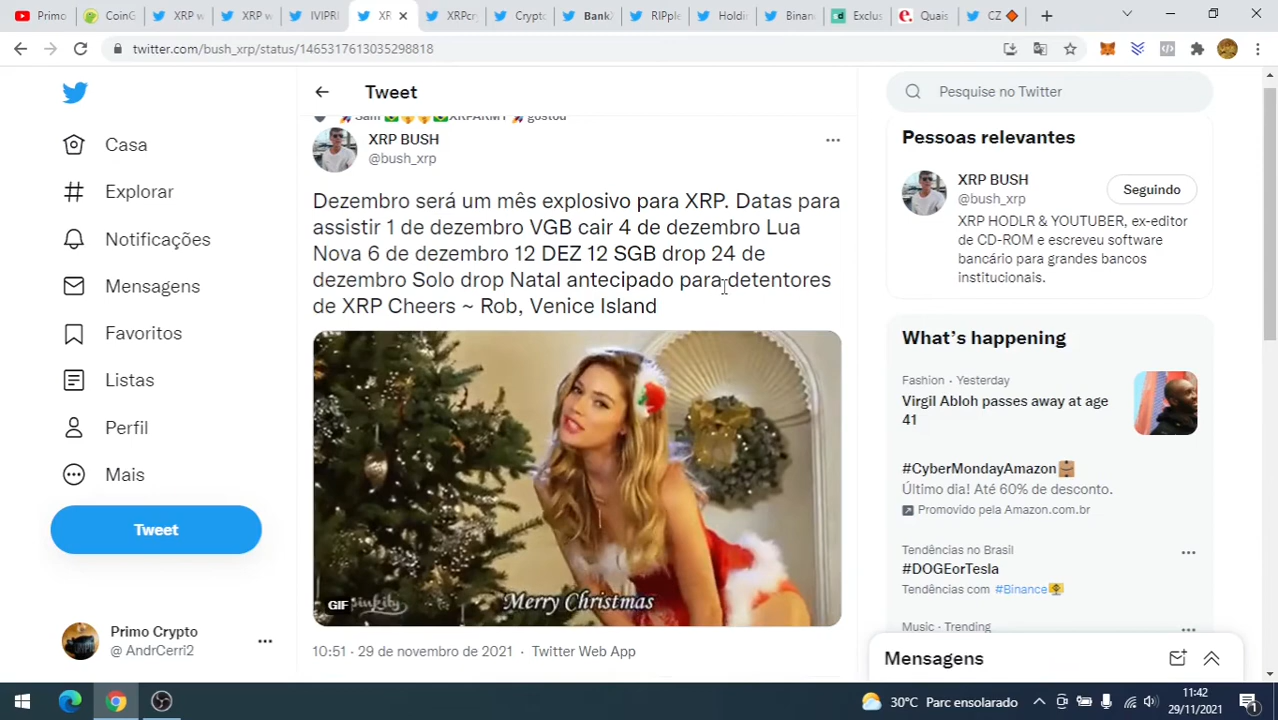 Primo
CoinG
XRP w
XRP w
IVIPRI
XF
XRPcr
Crypto
Bank
RIPple
Holdi
Binan
Exclus
Quais
CZ
twitter.com/bush_xrp/status/1465317613035298818
Tweet
Pesquise no Twitter
Casa
Explorar
Notificações
Mensagens
Favoritos
Listas
Perfil
Mais
Tweet
Primo Crypto
@ AndrCerri2
XRP BUSH
@bush_xrp
Dezembro será um mês explosivo para XRP. Datas para
assistir 1 de dezembro VGB cair 4 de dezembro Lua
Nova 6 de dezembro 12 DEZ 12 SGB drop 24 de
dezembro Solo drop Natal antecipado para detentores
de XRP Cheers ~ Rob, Venice Island
Merry Christmas
GIF
10:51 · 29 de novembro de 2021 · Twitter Web App
Pessoas relevantes
XRP BUSH
@bush_xrp
Seguindo
XRP HODLR & YOUTUBER, ex-editor
de CD-ROM e escreveu software
bancário para grandes bancos
institucionais.
What's happening
Fashion · Yesterday
Virgil Abloh passes away at age
41
#CyberMondayAmazon
Último dia! Até 60% de desconto.
Promovido pela Amazon.com.br
Tendências no Brasil
#DOGEorTesla
Tendências com #Binance
Music · Trending
Mensagens
30°C Parc ensolarado
11:42
29/11/2021